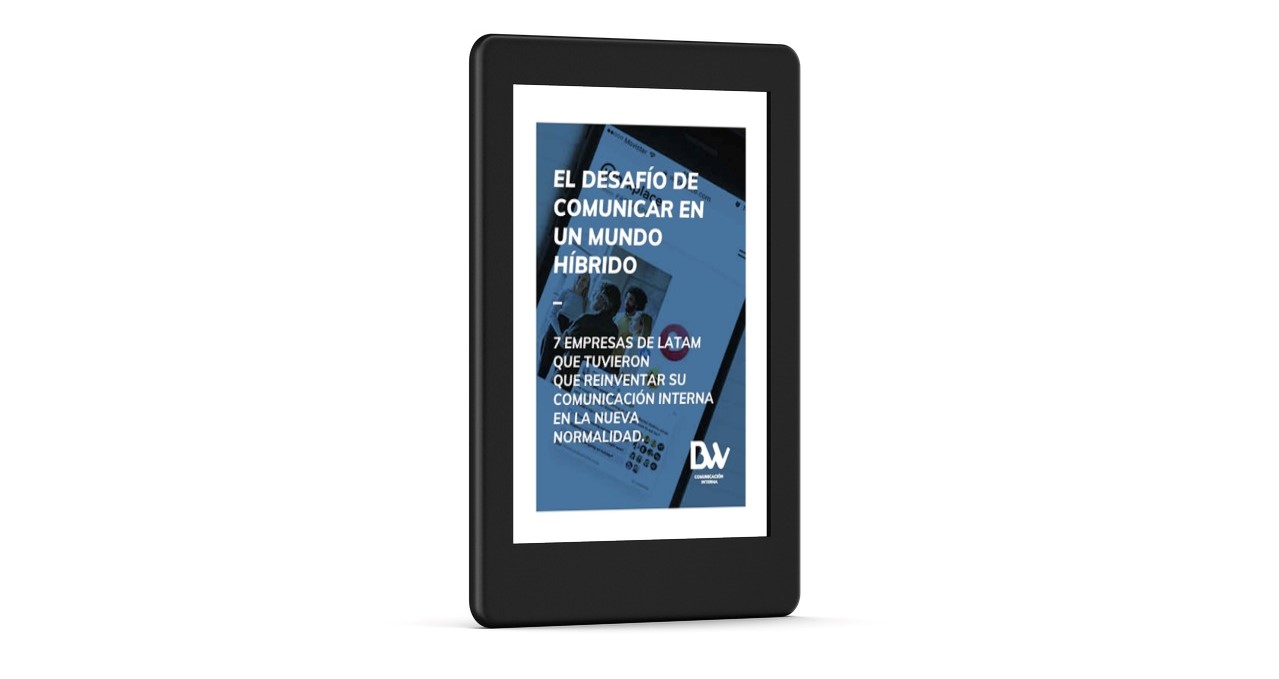 EL DESAFÍO DE
COMUNICAR EN
UN MUNDO
HÍBRIDO
–
7 EMPRESAS DE LATAM
QUE TUVIERON
QUE REINVENTAR SU
COMUNICACIÓN INTERNA
EN LA NUEVA
NORMALIDAD.
BW
COMUNICACIÓN
INTERNA